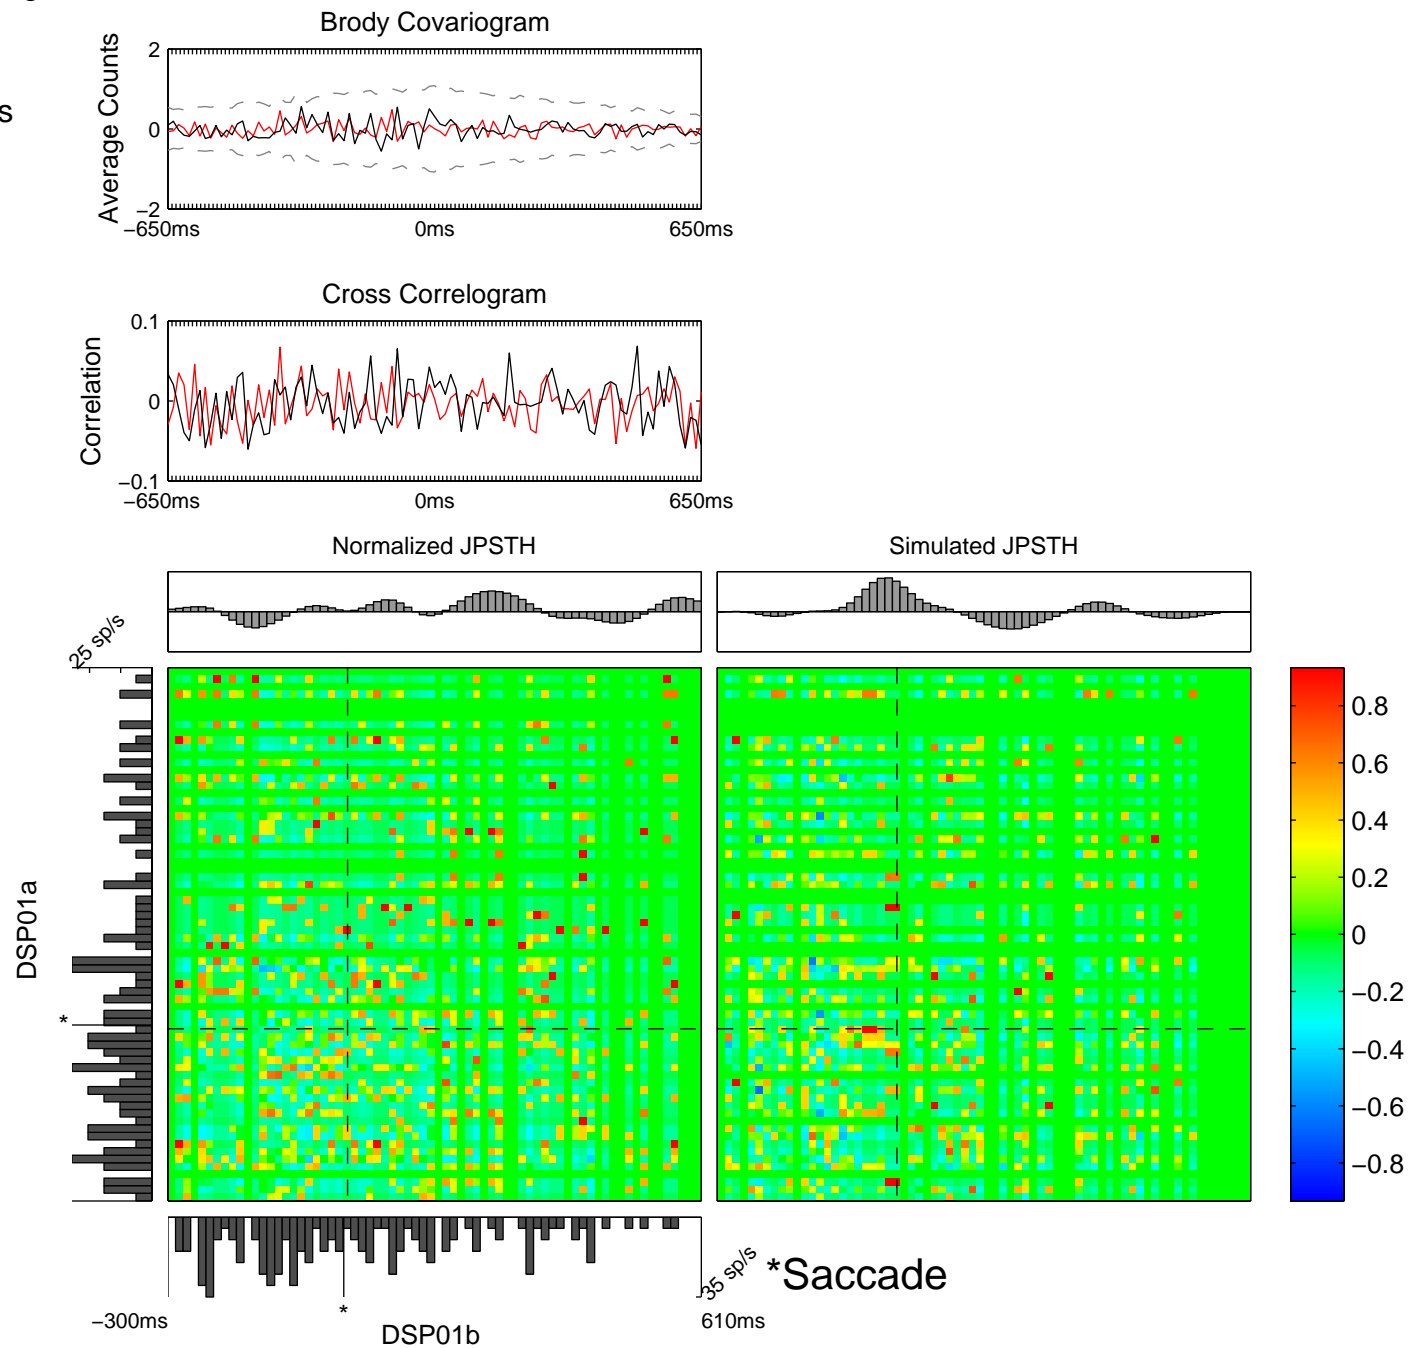 Brody Covariogram
Average Counts
2
0
−2
−650ms 0ms 650ms
s
Cross Correlogram
Correlation
0.1
0
−0.1
−650ms 0ms 650ms
Normalized JPSTH
Simulated JPSTH
25 sp/s
DSP01a
*
0.8
0.6
0.4
0.2
0
−0.2
−0.4
−0.6
−0.8
35 sp/s
*Saccade
*
−300ms
DSP01b
610ms